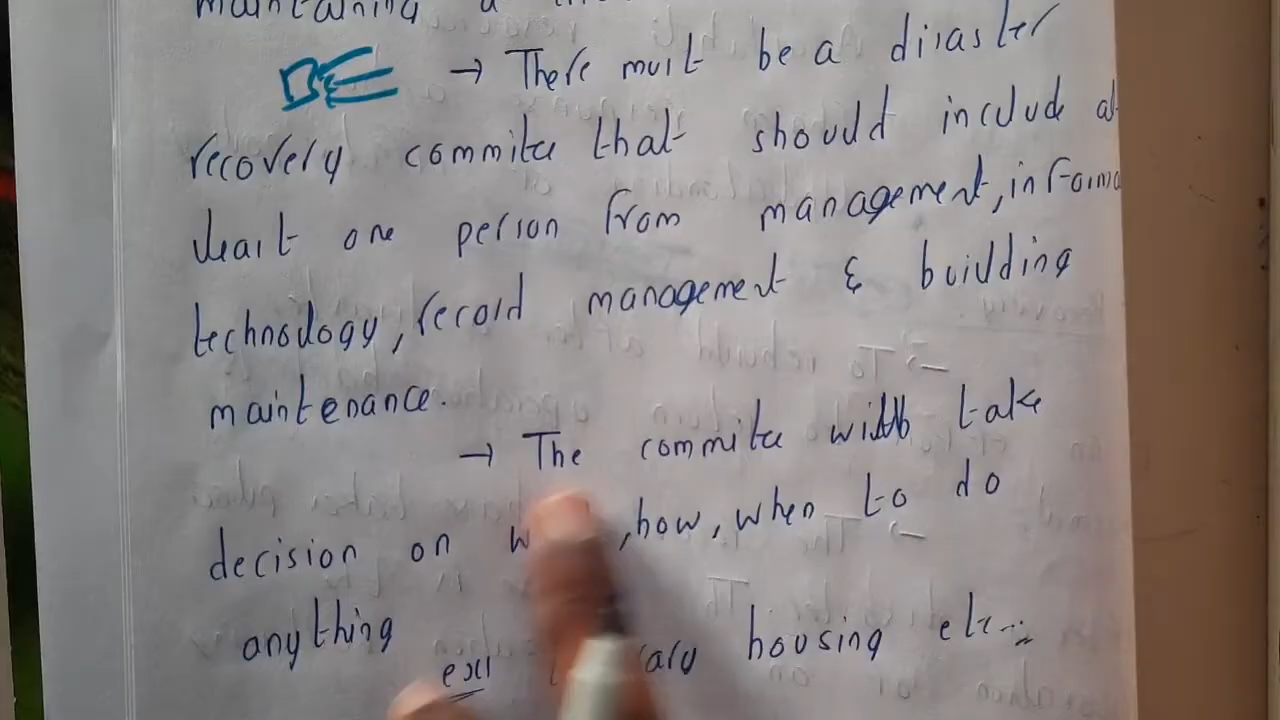 maintaining a
→ There must be a disaster
recovery commitee that should include at
least one person from management, informa
technology, record management & building
maintenance.
→ The commitee will take
decision on , how, when to do
anything
housing etc..